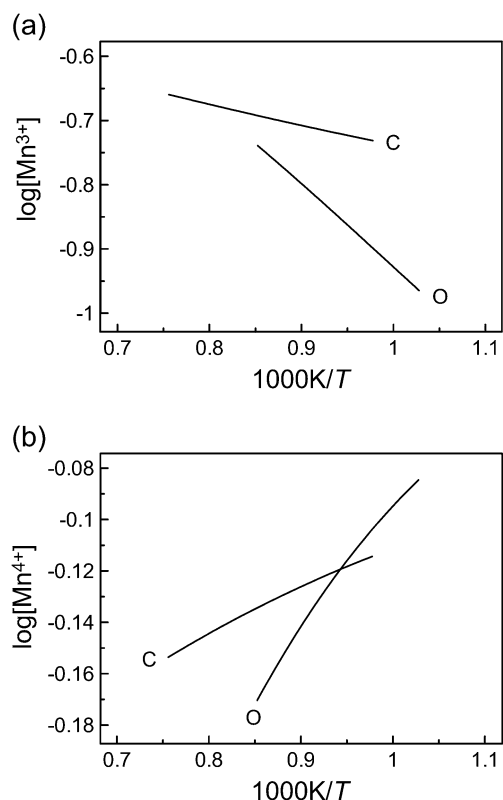 (a)
-0.6
-0.7
-0.8
-0.9
-1
log[Mn³⁺]
C
O
0.7 0.8 0.9 1 1.1
1000K/T
(b)
-0.08
-0.1
-0.12
-0.14
-0.16
-0.18
log[Mn⁴⁺]
C
O
0.7 0.8 0.9 1 1.1
1000K/T